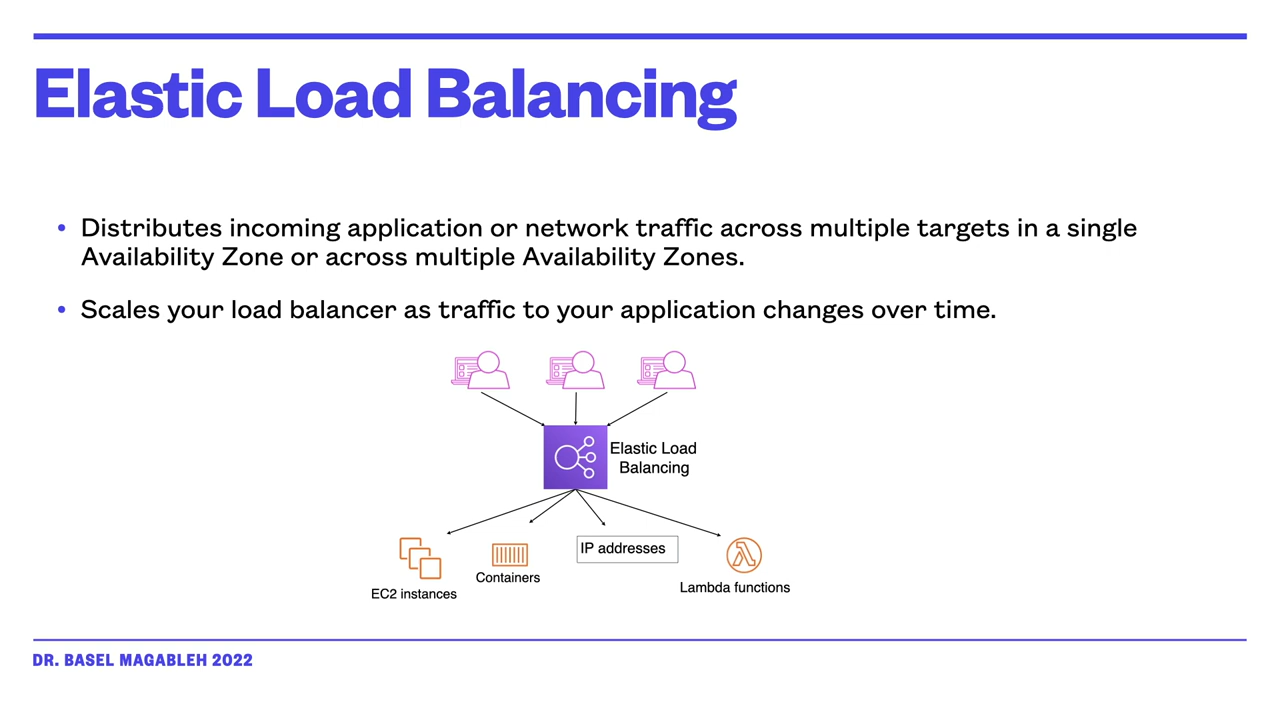 Elastic Load Balancing
• Distributes incoming application or network traffic across multiple targets in a single
Availability Zone or across multiple Availability Zones.
• Scales your load balancer as traffic to your application changes over time.
Elastic Load
Balancing
EC2 instances
Containers
IP addresses
Lambda functions
DR. BASEL MAGABLEH 2022